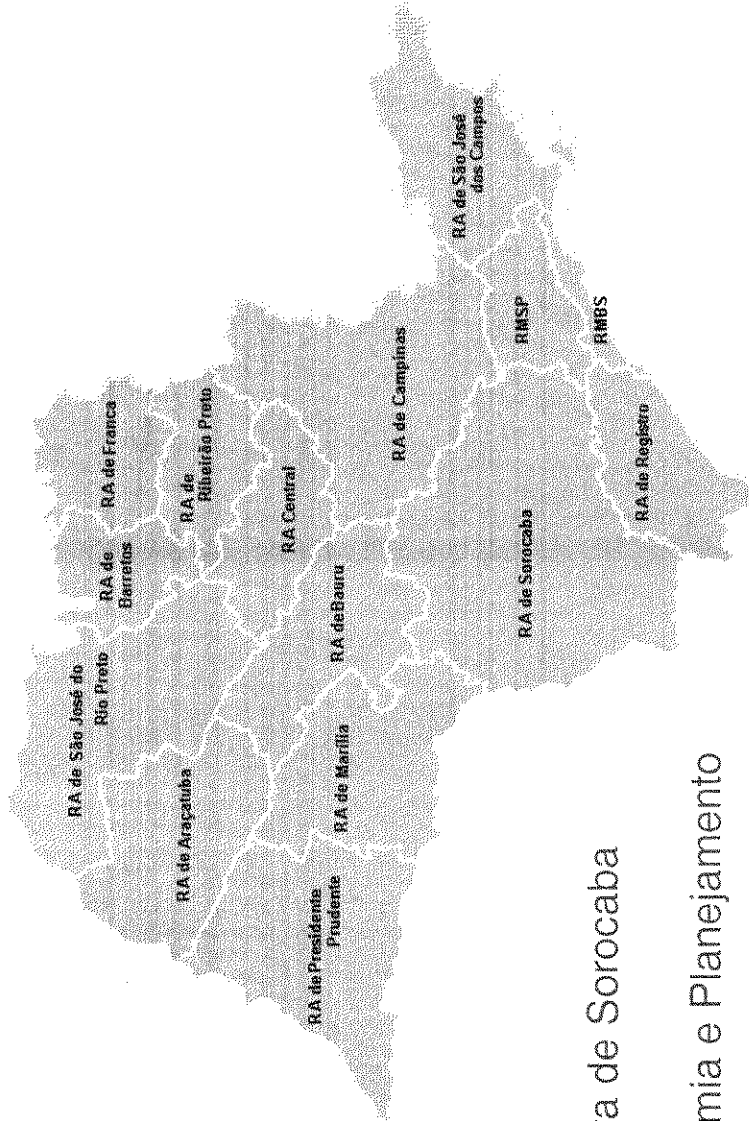 RA de São José do
Rio Preto
RA de
Barretos
RA de Franca
RA de Araçatuba
RA de
Ribeirão Preto
RA Central
RA de Presidente
Prudente
RA de Marília
RA de Bauru
RA de Campinas
RA de São José
dos Campos
RA de Sorocaba
RMSP
RA de Registro
RMBS
ra de Sorocaba
mia e Planejamento